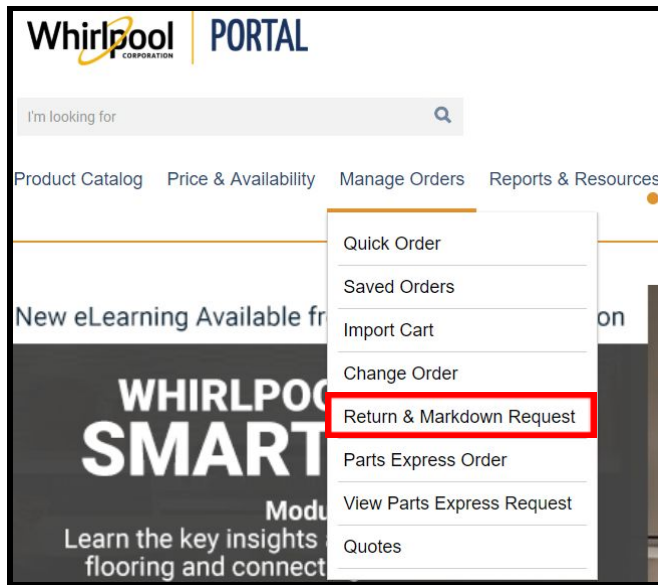 Whirlpool PORTAL
CORPORATION
I'm looking for
Product Catalog Price & Availability Manage Orders Reports & Resources
Quick Order
Saved Orders
Import Cart
Change Order
Return & Markdown Request
Parts Express Order
View Parts Express Request
Quotes
New eLearning Available fr on
WHIRLPOO
SMART
Modu
Learn the key insights
flooring and connect